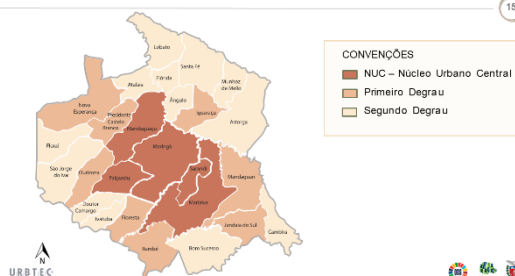 15
CONVENÇÕES
NUC – Núcleo Urbano Central
Primeiro Degrau
Segundo Degrau
Lobato
Santa Fé
Flórida
Munhoz
de Mello
Atalaia
Ângulo
Iguaraçu
Nova
Esperança
Presidente
Castelo
Branco
Mandaguaçu
Astorga
Maringá
Floraí
São Jorge
do Ivaí
Ourizona
Paiçandu
Sarandi
Mandaguari
Marialva
Doutor
Camargo
Ivatuba
Floresta
Jandaia do Sul
Cambira
Itambé
Bom Sucesso
N
URBTEC